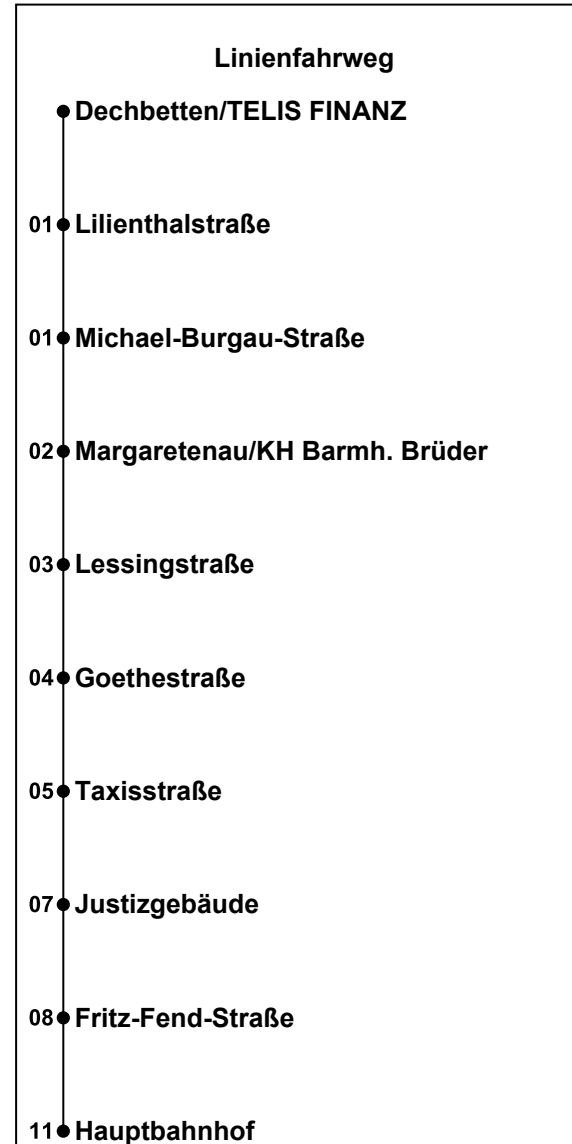 Linienfahrweg
Dechbetten/TELIS FINANZ
01 Lilienthalstraße
01 Michael-Burgau-Straße
02 Margaretenau/KH Barmh. Brüder
03 Lessingstraße
04 Goethestraße
05 Taxisstraße
07 Justizgebäude
08 Fritz-Fend-Straße
11 Hauptbahnhof